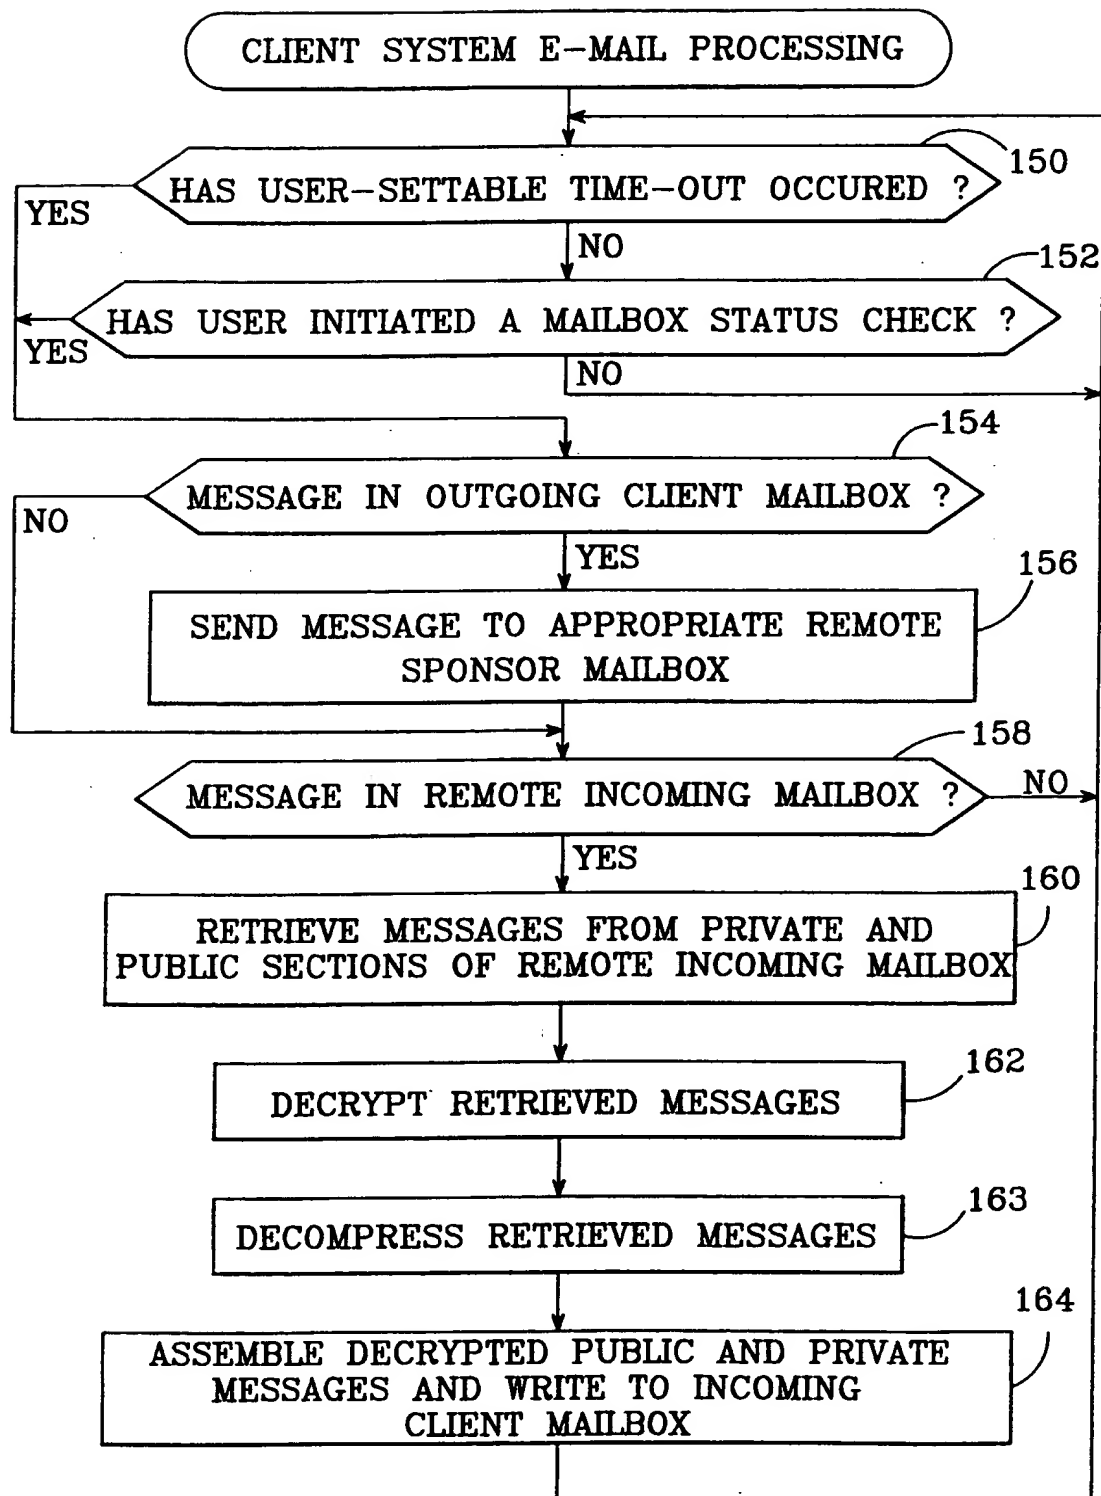 CLIENT SYSTEM E-MAIL PROCESSING
150
HAS USER-SETTABLE TIME-OUT OCCURED ?
YES
NO
152
HAS USER INITIATED A MAILBOX STATUS CHECK ?
YES
NO
154
MESSAGE IN OUTGOING CLIENT MAILBOX ?
NO
YES
156
SEND MESSAGE TO APPROPRIATE REMOTE
SPONSOR MAILBOX
158
MESSAGE IN REMOTE INCOMING MAILBOX ?
NO
YES
160
RETRIEVE MESSAGES FROM PRIVATE AND
PUBLIC SECTIONS OF REMOTE INCOMING MAILBOX
162
DECRYPT RETRIEVED MESSAGES
163
DECOMPRESS RETRIEVED MESSAGES
164
ASSEMBLE DECRYPTED PUBLIC AND PRIVATE
MESSAGES AND WRITE TO INCOMING
CLIENT MAILBOX